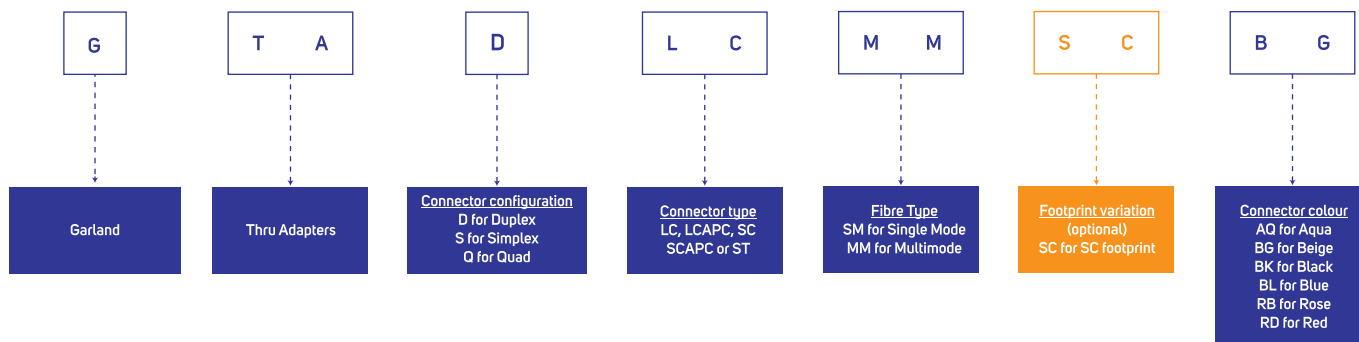 G T A D L C M M S C B G
Garland
Thru Adapters
Connector configuration
D for Duplex
S for Simplex
Q for Quad
Connector type
LC, LCAPC, SC
SCAPC or ST
Fibre Type
SM for Single Mode
MM for Multimode
Footprint variation
(optional)
SC for SC footprint
Connector colour
AQ for Aqua
BG for Beige
BK for Black
BL for Blue
RB for Rose
RD for Red